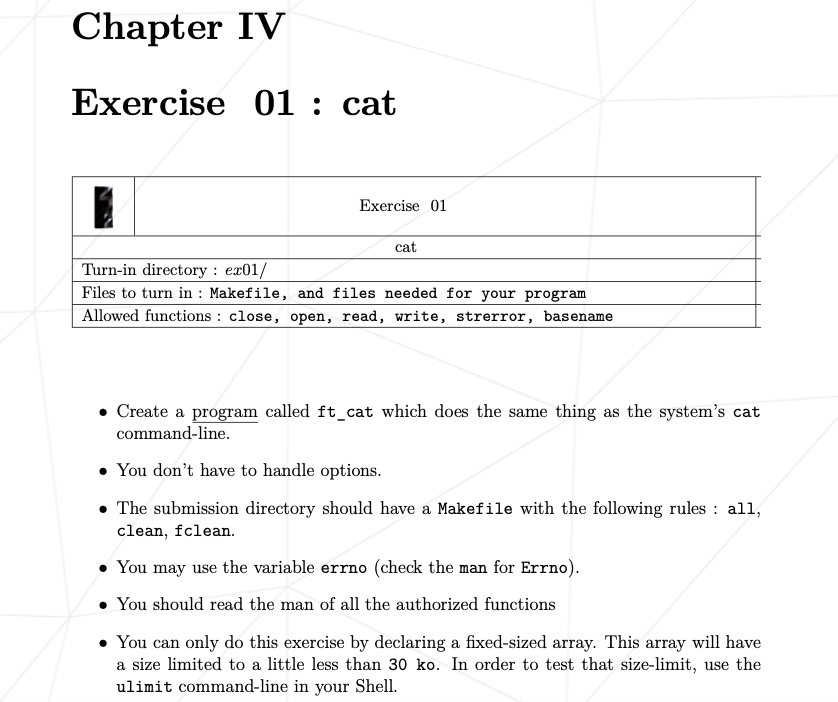 Chapter IV
Exercise 01 : cat
Exercise 01
cat
Turn-in directory : ex01/
Files to turn in : Makefile, and files needed for your program
Allowed functions : close, open, read, write, strerror, basename
• Create a program called ft_cat which does the same thing as the system's cat
command-line.
• You don't have to handle options.
• The submission directory should have a Makefile with the following rules : all,
clean, fclean.
• You may use the variable errno (check the man for Errno).
• You should read the man of all the authorized functions
• You can only do this exercise by declaring a fixed-sized array. This array will have
a size limited to a little less than 30 ko. In order to test that size-limit, use the
ulimit command-line in your Shell.